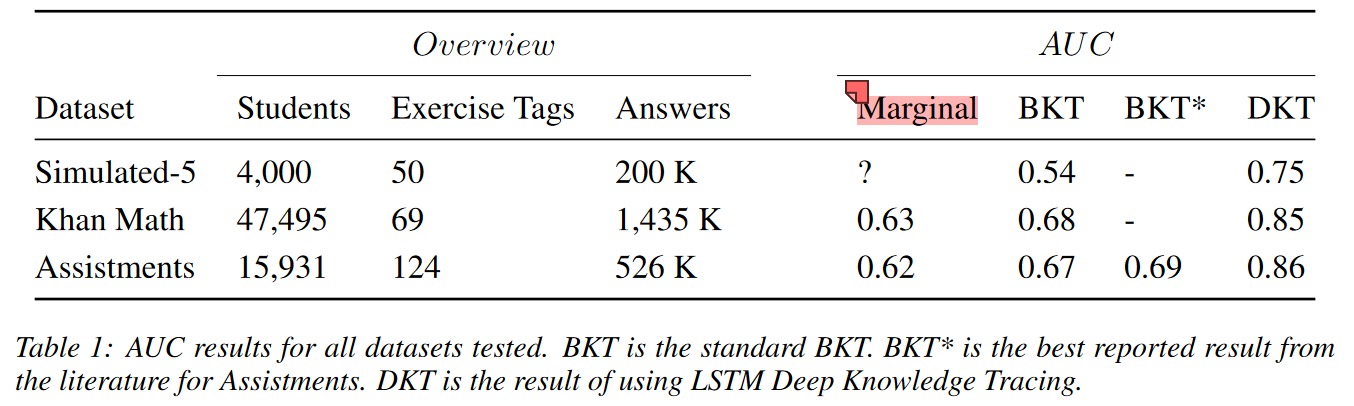 Overview AUC
Dataset Students Exercise Tags Answers Marginal BKT BKT* DKT
Simulated-5 4,000 50 200 K ? 0.54 - 0.75
Khan Math 47,495 69 1,435 K 0.63 0.68 - 0.85
Assistments 15,931 124 526 K 0.62 0.67 0.69 0.86
Table 1: AUC results for all datasets tested. BKT is the standard BKT. BKT* is the best reported result from
the literature for Assistments. DKT is the result of using LSTM Deep Knowledge Tracing.